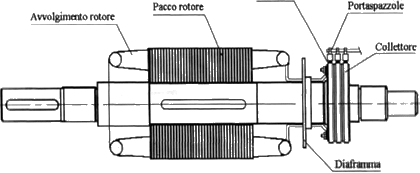 Portaspazzole
Pacco rotore
Avvolgimento rotore
Collettore
Diaframma